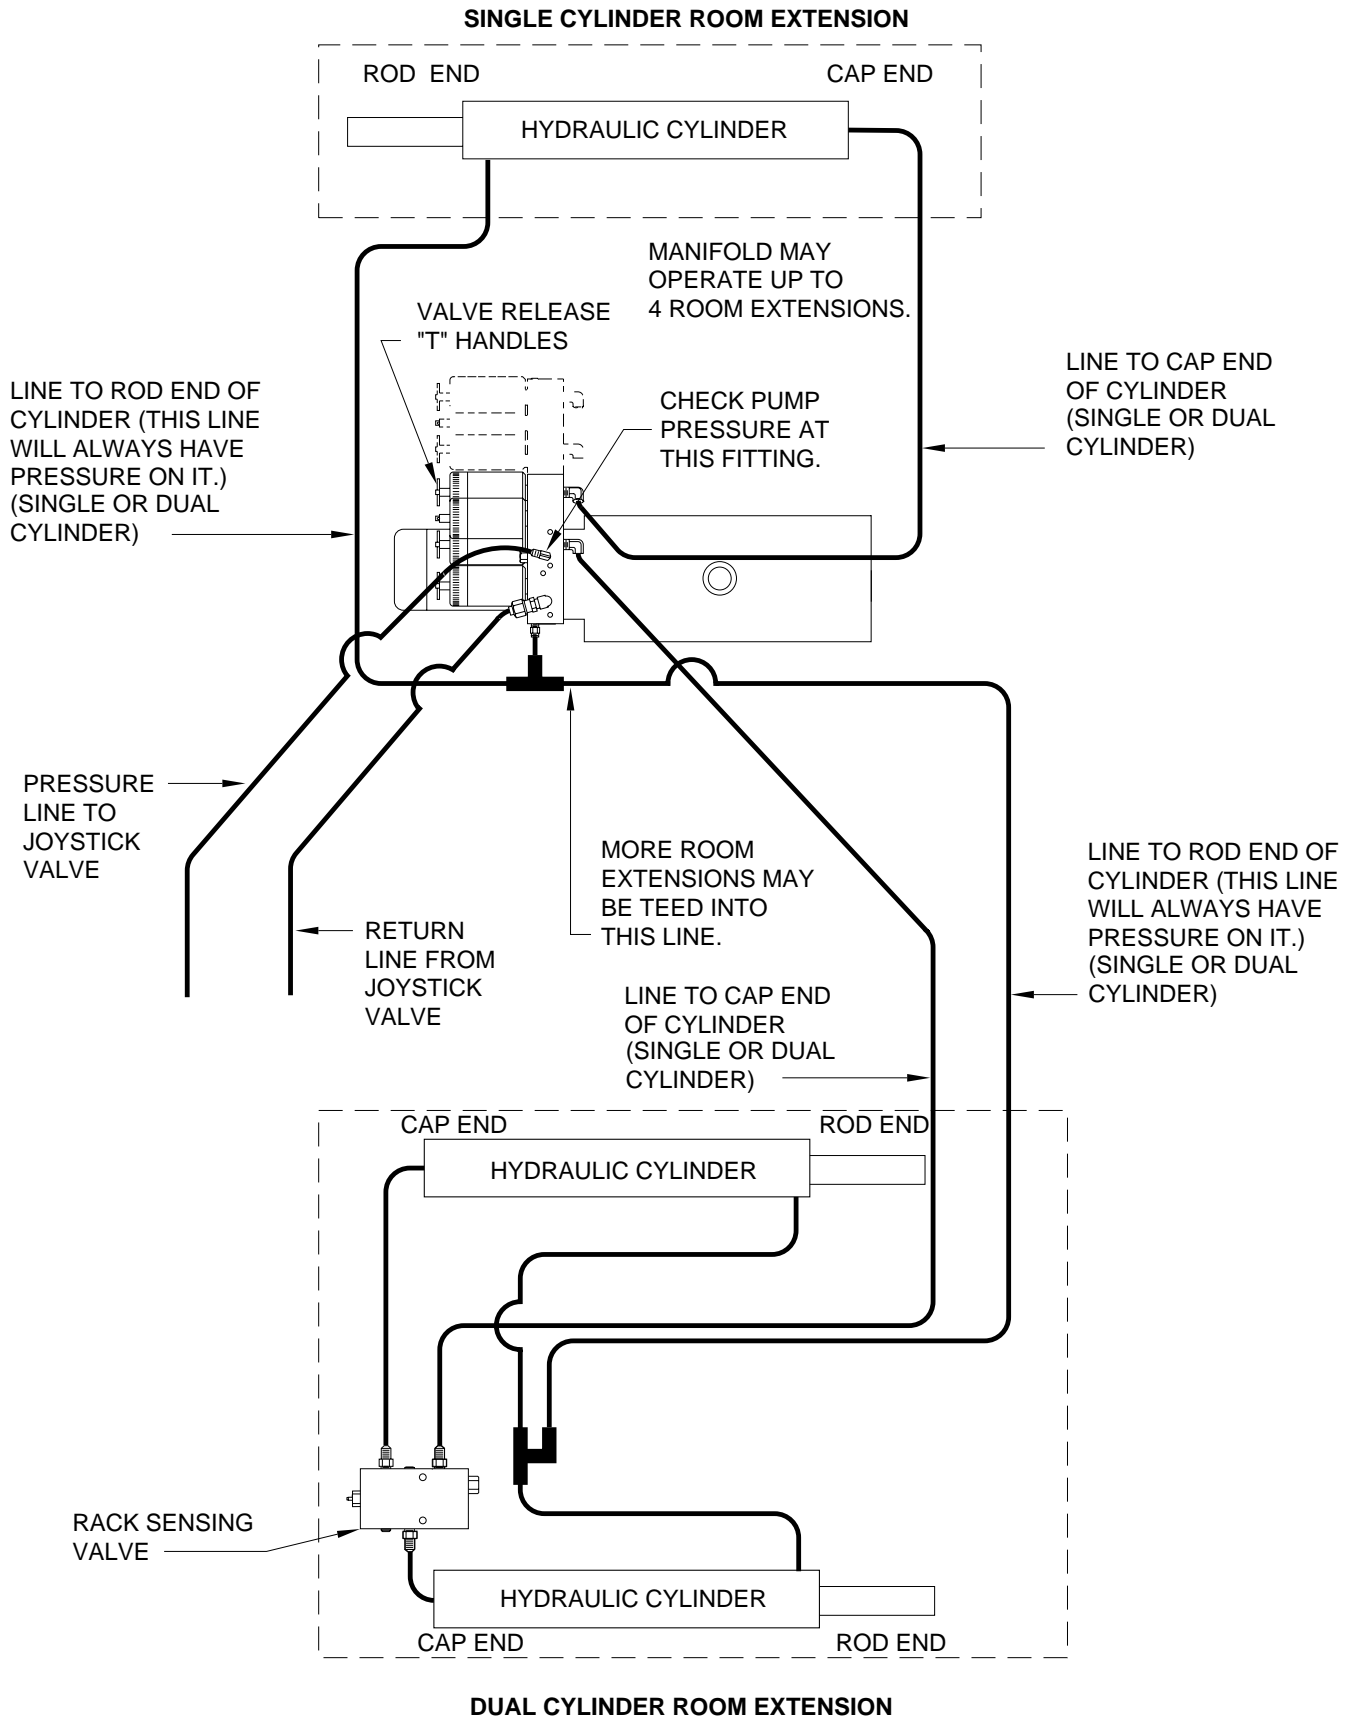 SINGLE CYLINDER ROOM EXTENSION
ROD END
CAP END
HYDRAULIC CYLINDER
MANIFOLD MAY
OPERATE UP TO
4 ROOM EXTENSIONS.
VALVE RELEASE
"T" HANDLES
LINE TO CAP END
OF CYLINDER
(SINGLE OR DUAL
CYLINDER)
LINE TO ROD END OF
CYLINDER (THIS LINE
WILL ALWAYS HAVE
PRESSURE ON IT.)
(SINGLE OR DUAL
CYLINDER)
CHECK PUMP
PRESSURE AT
THIS FITTING.
PRESSURE
LINE TO
JOYSTICK
VALVE
MORE ROOM
EXTENSIONS MAY
BE TEED INTO
THIS LINE.
LINE TO ROD END OF
CYLINDER (THIS LINE
WILL ALWAYS HAVE
PRESSURE ON IT.)
(SINGLE OR DUAL
CYLINDER)
RETURN
LINE FROM
JOYSTICK
VALVE
LINE TO CAP END
OF CYLINDER
(SINGLE OR DUAL
CYLINDER)
CAP END
ROD END
HYDRAULIC CYLINDER
RACK SENSING
VALVE
HYDRAULIC CYLINDER
CAP END
ROD END
DUAL CYLINDER ROOM EXTENSION